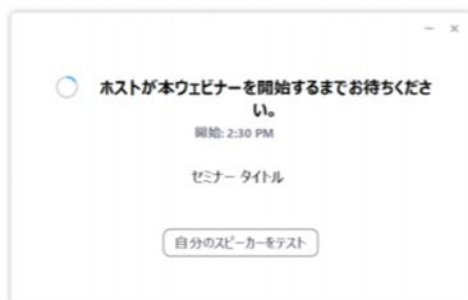 ホストが本ウェビナーを開始するまでお待ちくださ
い。
開始: 2:30 PM
セミナー タイトル
自分のスピーカーをテスト